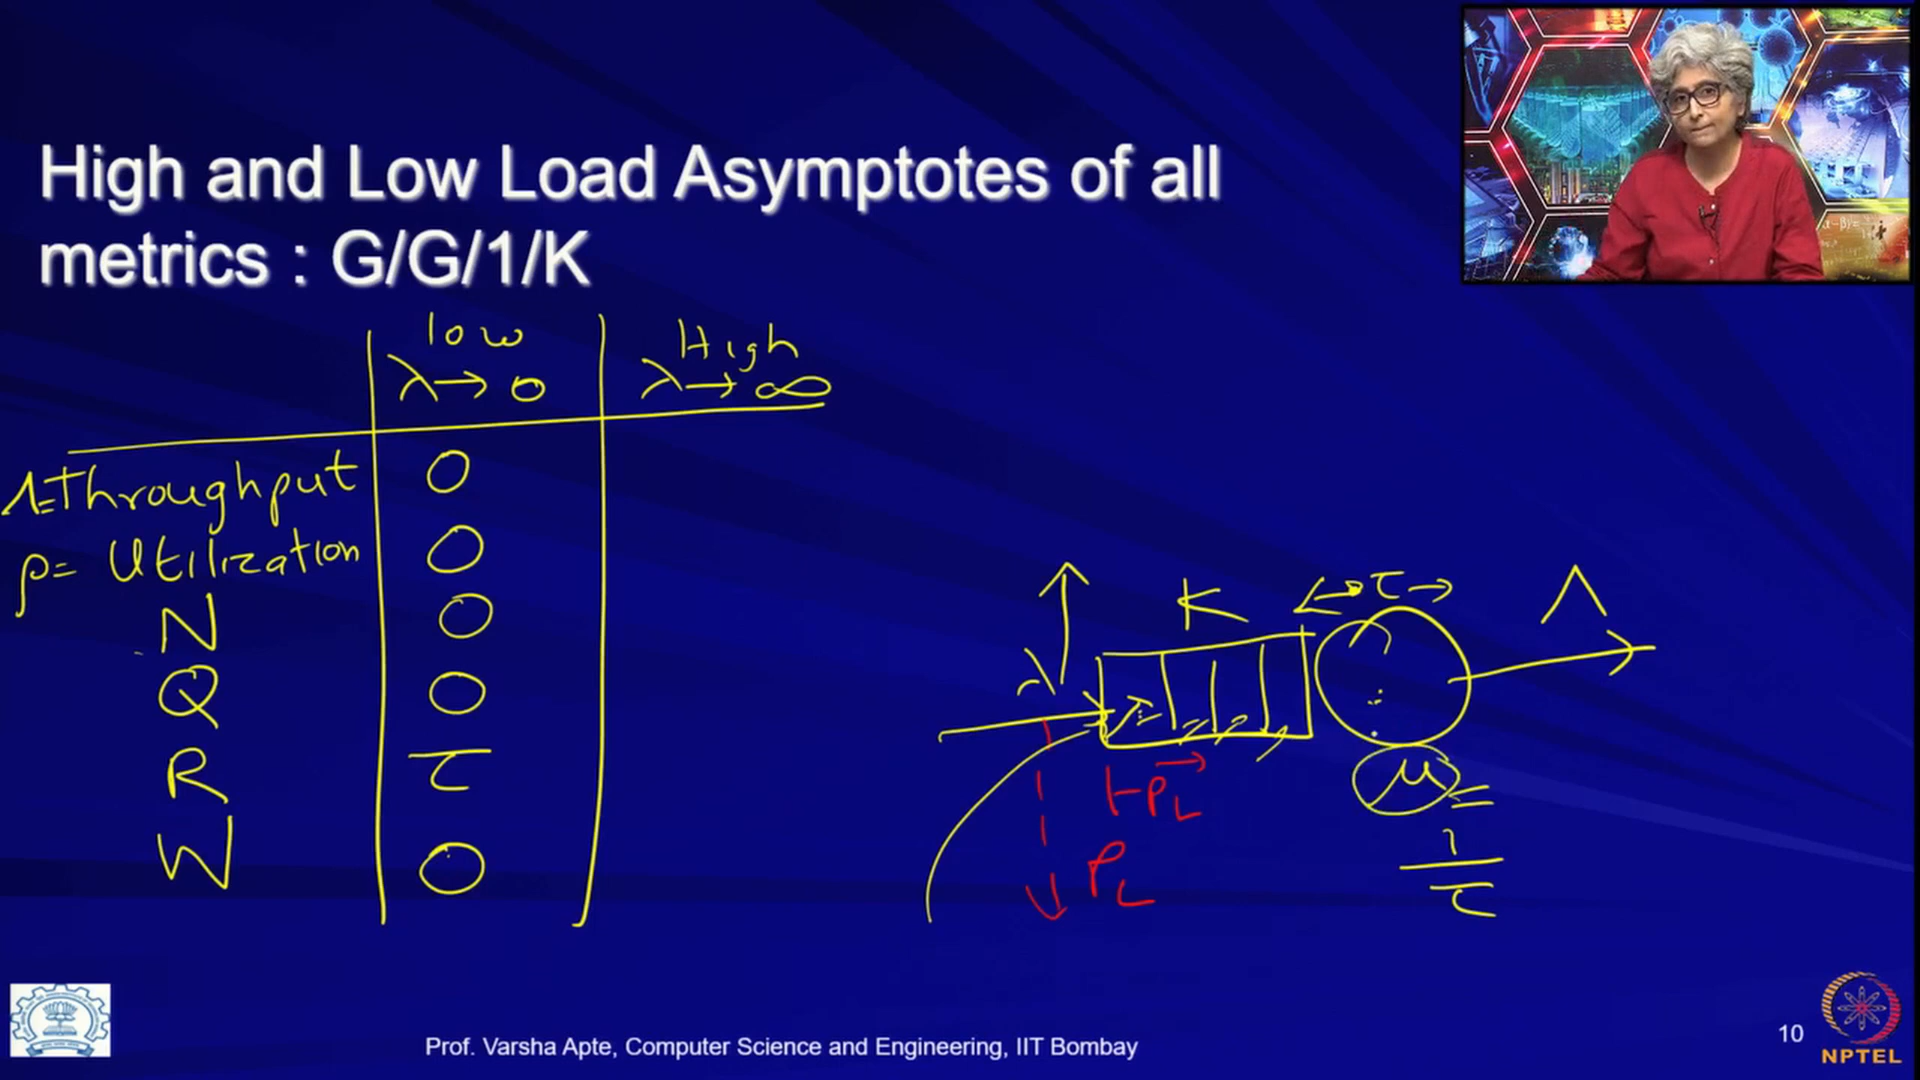 High and Low Load Asymptotes of all
metrics : G/G/1/K
low
λ→0
High
λ→∞
Λ=Throughput 0
ρ= Utilization 0
N 0
Q 0
R τ
W 0
K
←τ→
Λ
λ
1-PL
PL
μ=
1
τ
Prof. Varsha Apte, Computer Science and Engineering, IIT Bombay
10
NPTEL